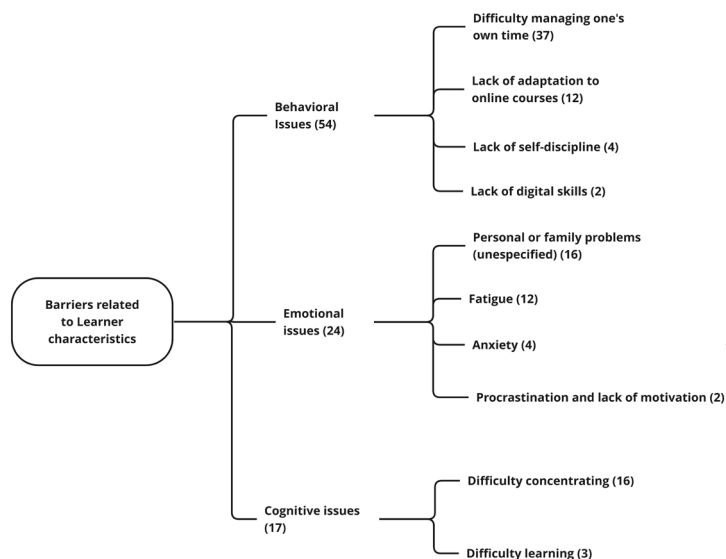 Barriers related
to Learner
characteristics
Behavioral
Issues (54)
Difficulty managing one's
own time (37)
Lack of adaptation to
online courses (12)
Lack of self-discipline (4)
Lack of digital skills (2)
Emotional
issues (24)
Personal or family problems
(unespecified) (16)
Fatigue (12)
Anxiety (4)
Procrastination and lack of motivation (2)
Cognitive issues
(17)
Difficulty concentrating (16)
Difficulty learning (3)